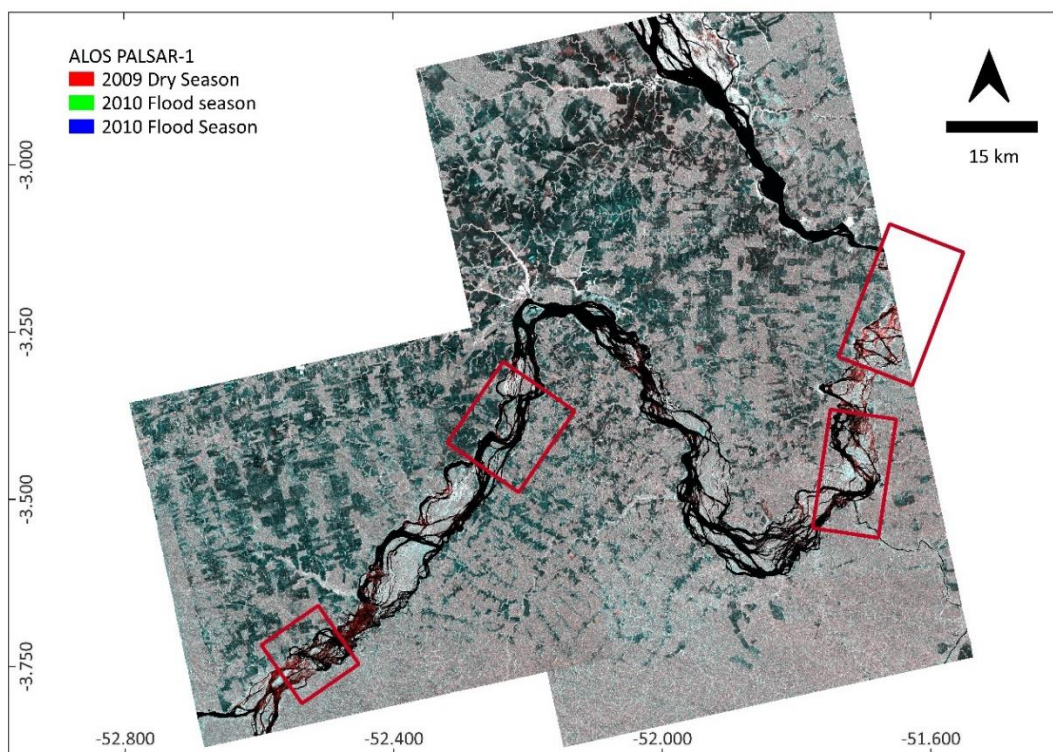 ALOS PALSAR-1
2009 Dry Season
2010 Flood season
2010 Flood Season
15 km
-3.000
-3.250
-3.500
-3.750
-52.800
-52.400
-52.000
-51.600